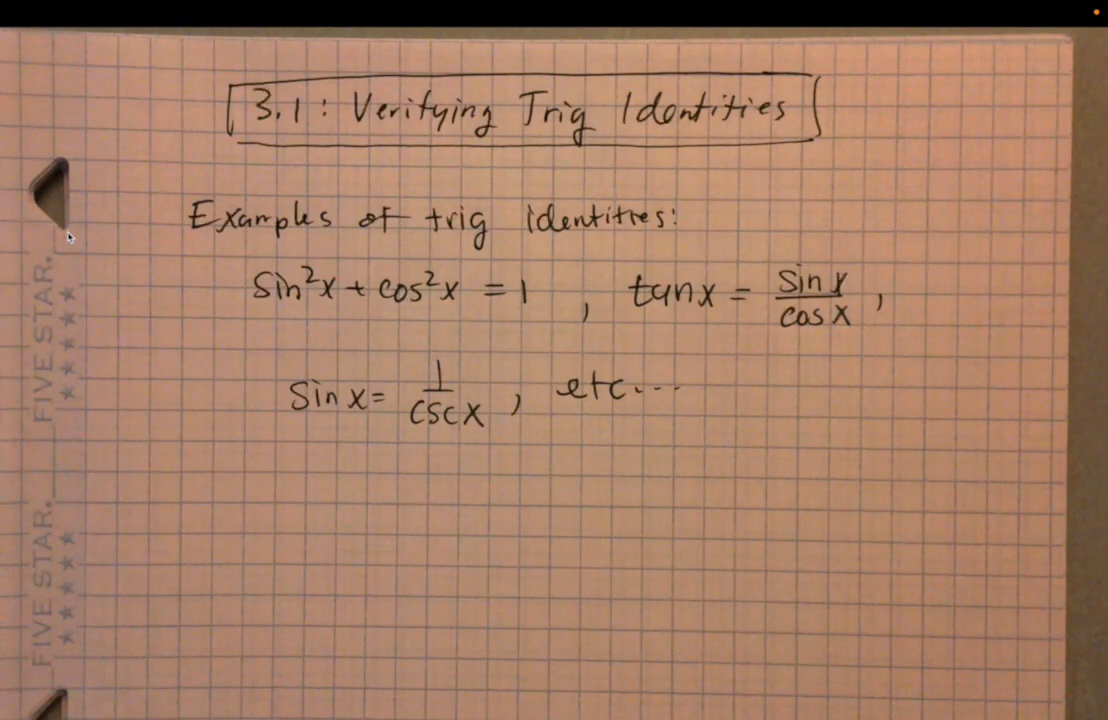 3.1: Verifying Trig Identities
Examples of trig identities:
sin²x + cos²x = 1 , tan x = sin x / cos x ,
sin x = 1 / csc x , etc...
FIVE STAR.
★★★★★
FIVE STAR.
★★★★★